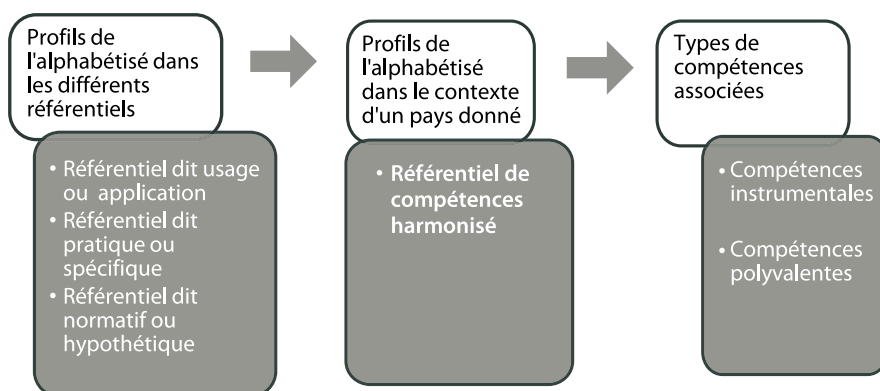 Profils de
l'alphabétisé dans
les différents
référentiels
• Référentiel dit usage
ou application
• Référentiel dit
pratique ou
spécifique
• Référentiel dit
normatif ou
hypothétique
Profils de
l'alphabétisé
dans le contexte
d'un pays donné
• Référentiel de
compétences
harmonisé
Types de
compétences
associées
• Compétences
instrumentales
• Compétences
polyvalentes